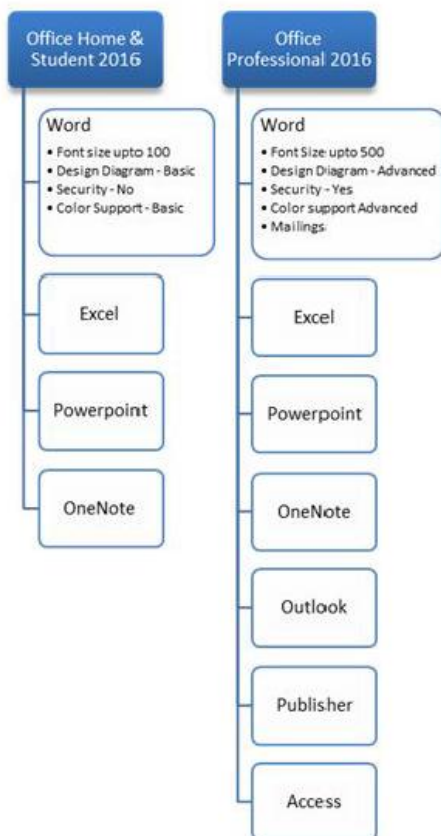 Office Home &
Student 2016
Word
• Font size upto 100
• Design Diagram - Basic
• Security - No
• Color Support - Basic
Excel
Powerpoint
OneNote
Office
Professional 2016
Word
• Font Size upto 500
• Design Diagram - Advanced
• Security - Yes
• Color support Advanced
• Mailings
Excel
Powerpoint
OneNote
Outlook
Publisher
Access